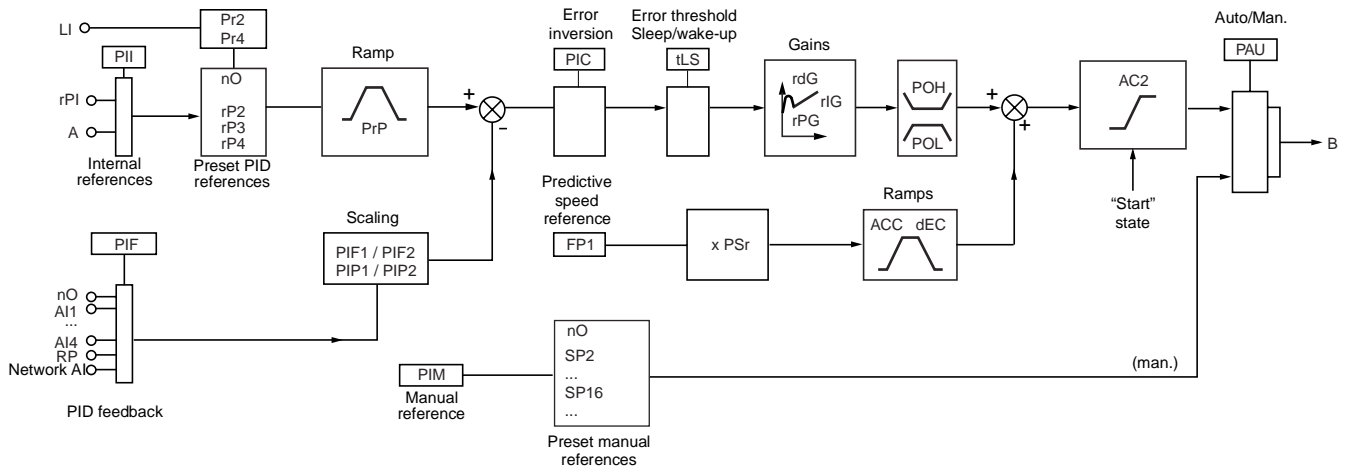 LI
Pr2
Pr4
PII
rPI
A
Internal
references
nO
rP2
rP3
rP4
Preset PID
references
Ramp
PrP
+
–
Error
inversion
PIC
Error threshold
Sleep/wake-up
tLS
Gains
rdG
rIG
rPG
POH
POL
+
+
AC2
"Start"
state
Auto/Man.
PAU
B
Predictive
speed
reference
FP1
x PSr
Ramps
ACC dEC
Scaling
PIF1 / PIF2
PIP1 / PIP2
PIF
nO
AI1
...
AI4
RP
Network AI
PID feedback
PIM
Manual
reference
nO
SP2
...
SP16
...
Preset manual
references
(man.)